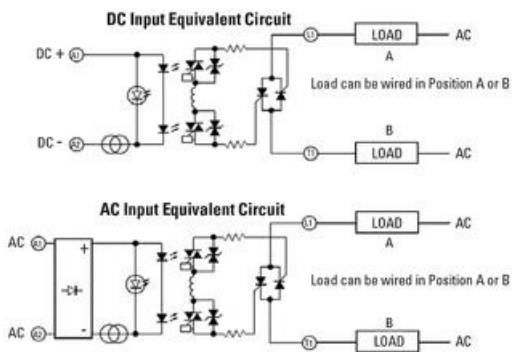 DC Input Equivalent Circuit
DC + A1
L1 LOAD AC
A
Load can be wired in Position A or B
B
DC - A2
T1 LOAD AC
AC Input Equivalent Circuit
AC A1
+
L1 LOAD AC
A
Load can be wired in Position A or B
B
AC A2
-
T1 LOAD AC